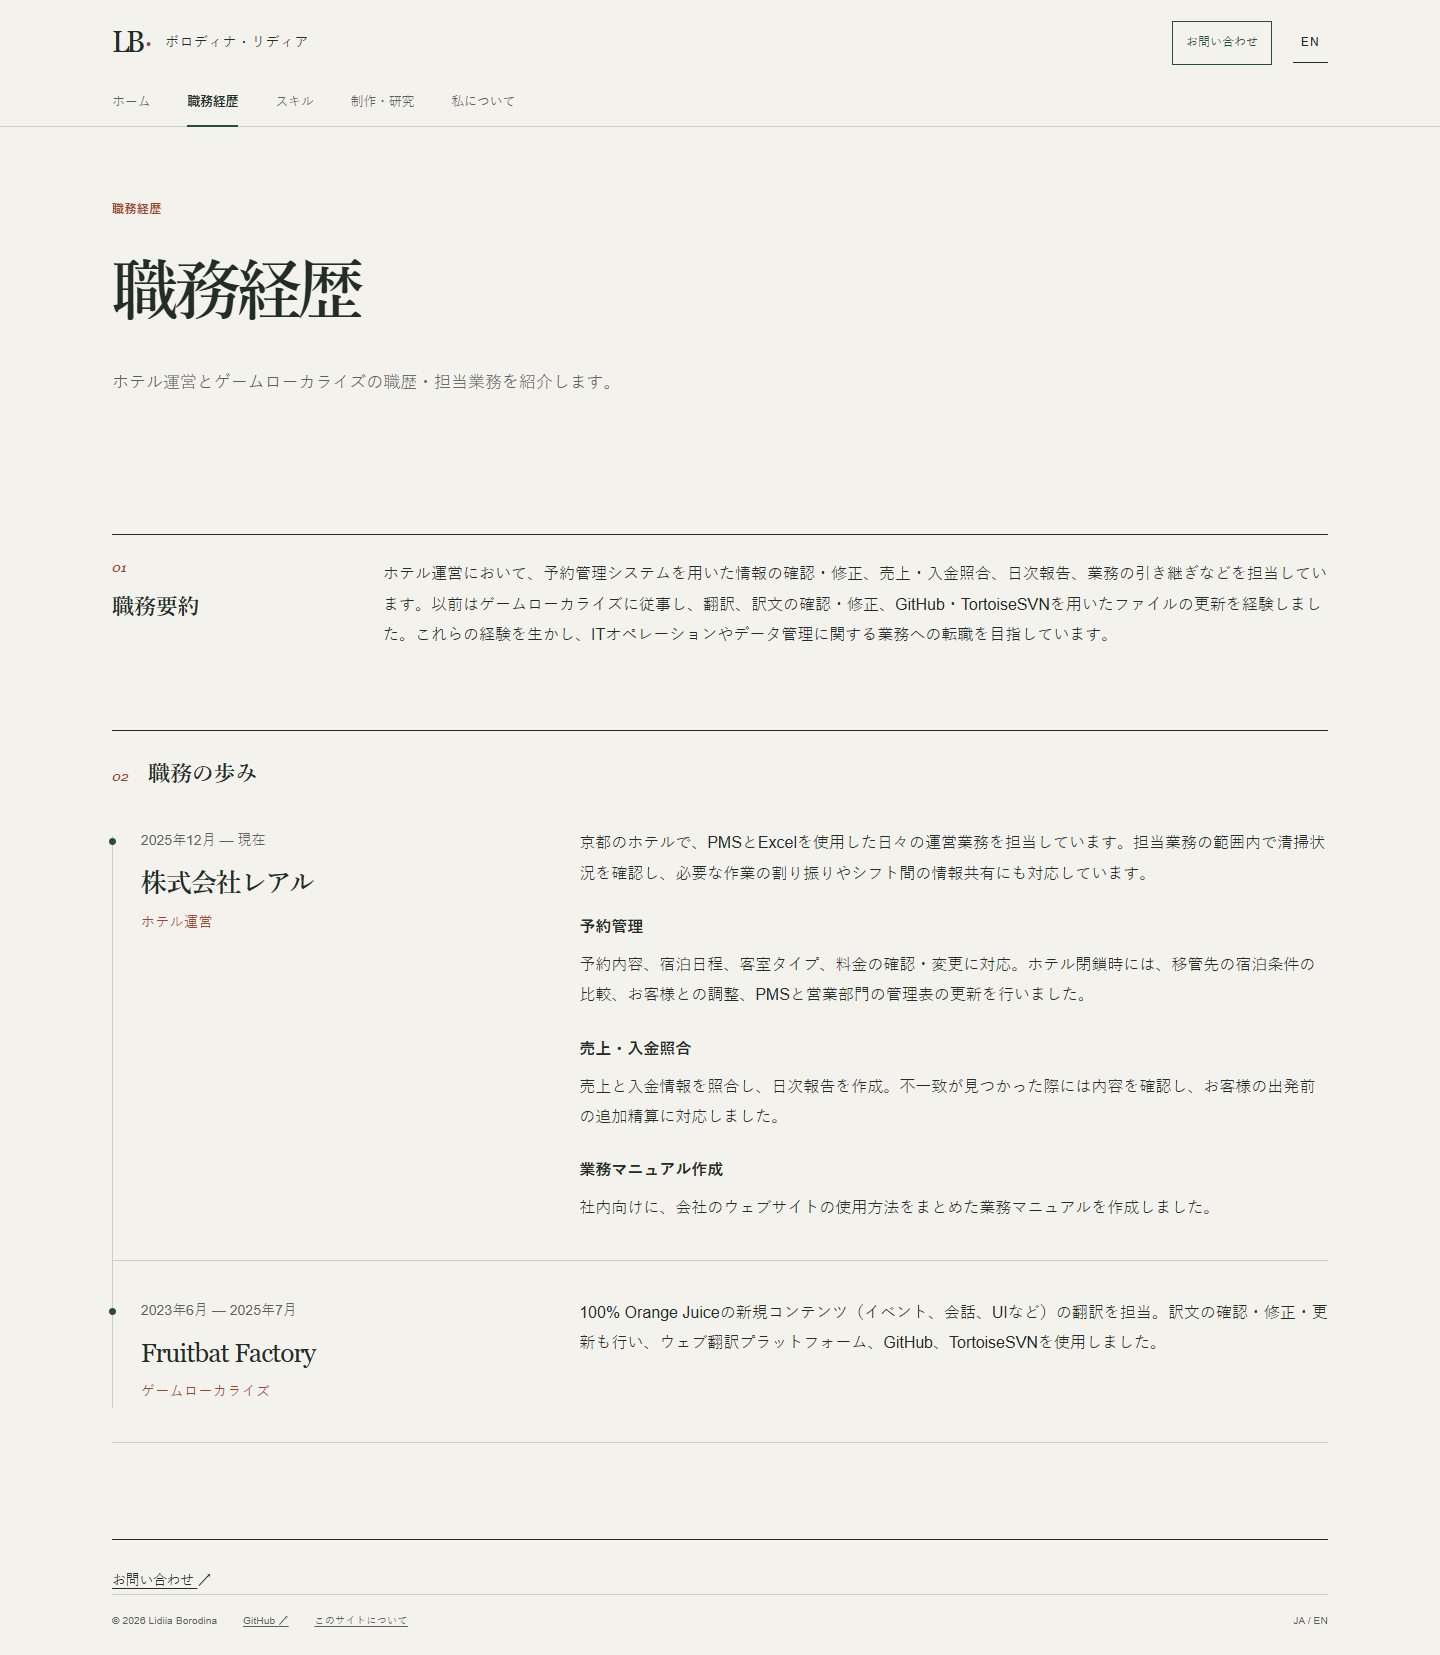 LB· ボロディナ・リディア
お問い合わせ
EN
ホーム 職務経歴 スキル 制作・研究 私について
職務経歴
職務経歴
ホテル運営とゲームローカライズの職歴・担当業務を紹介します。
01
職務要約
ホテル運営において、予約管理システムを用いた情報の確認・修正、売上・入金照合、日次報告、業務の引き継ぎなどを担当してい
ます。以前はゲームローカライズに従事し、翻訳、訳文の確認・修正、GitHub・TortoiseSVNを用いたファイルの更新を経験しまし
た。これらの経験を生かし、ITオペレーションやデータ管理に関する業務への転職を目指しています。
02 職務の歩み
2025年12月 — 現在
株式会社レアル
ホテル運営
京都のホテルで、PMSとExcelを使用した日々の運営業務を担当しています。担当業務の範囲内で清掃状
況を確認し、必要な作業の割り振りやシフト間の情報共有にも対応しています。
予約管理
予約内容、宿泊日程、客室タイプ、料金の確認・変更に対応。ホテル閉鎖時には、移管先の宿泊条件の
比較、お客様との調整、PMSと営業部門の管理表の更新を行いました。
売上・入金照合
売上と入金情報を照合し、日次報告を作成。不一致が見つかった際には内容を確認し、お客様の出発前
の追加精算に対応しました。
業務マニュアル作成
社内向けに、会社のウェブサイトの使用方法をまとめた業務マニュアルを作成しました。
2023年6月 — 2025年7月
Fruitbat Factory
ゲームローカライズ
100% Orange Juiceの新規コンテンツ（イベント、会話、UIなど）の翻訳を担当。訳文の確認・修正・更
新も行い、ウェブ翻訳プラットフォーム、GitHub、TortoiseSVNを使用しました。
お問い合わせ ↗
© 2026 Lidiia Borodina GitHub ↗ このサイトについて
JA / EN